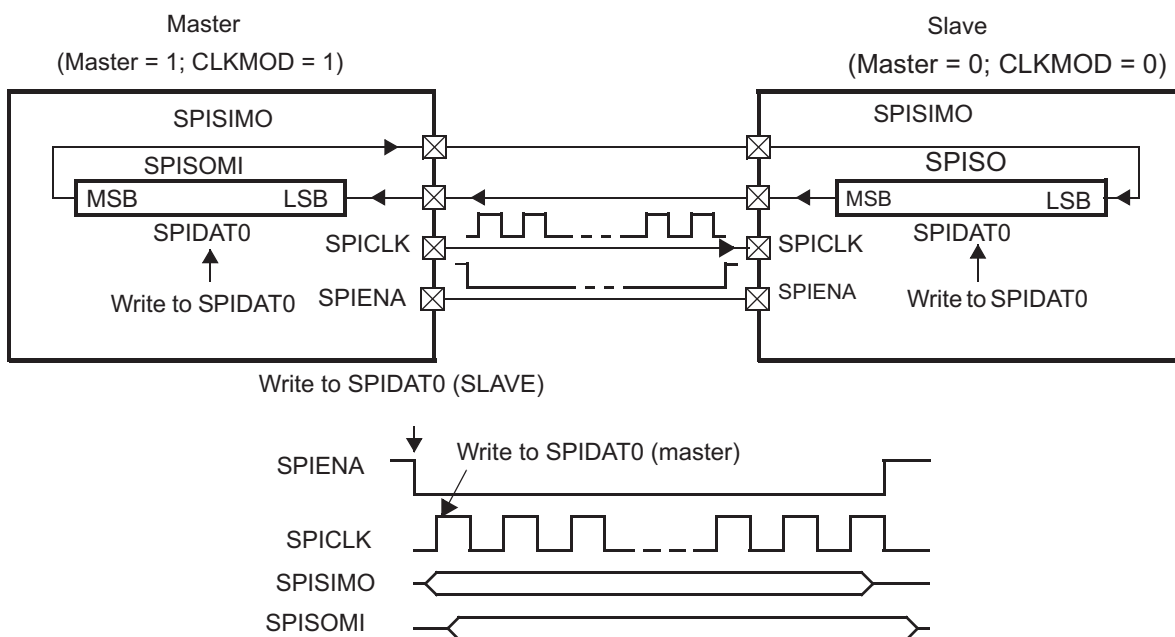 Master
(Master = 1; CLKMOD = 1)
Slave
(Master = 0; CLKMOD = 0)
SPISIMO
SPISIMO
SPISOMI
SPISO
MSB LSB
MSB LSB
SPIDAT0
SPICLK
SPICLK
SPIDAT0
Write to SPIDAT0
SPIENA
SPIENA
Write to SPIDAT0
Write to SPIDAT0 (SLAVE)
SPIENA
Write to SPIDAT0 (master)
SPICLK
SPISIMO
SPISOMI